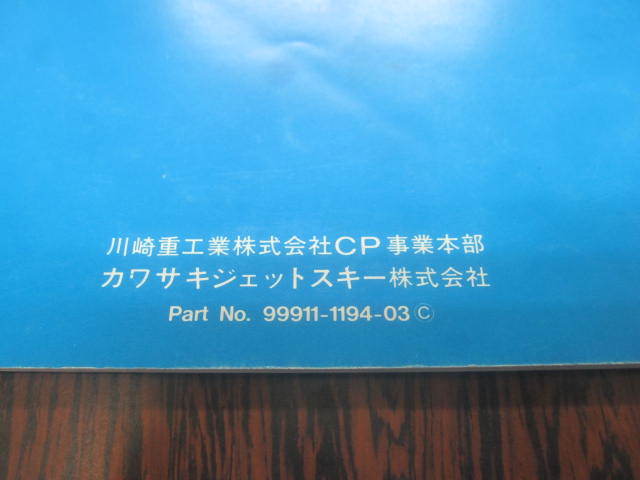 川崎重工業株式会社CP事業本部
カワサキジェットスキー株式会社
Part No. 99911-1194-03 ©